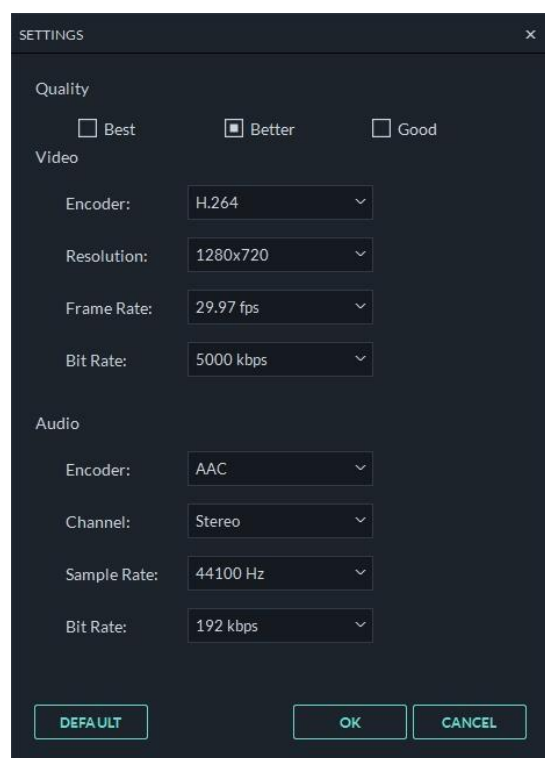 SETTINGS
Quality
Best Better Good
Video
Encoder: H.264
Resolution: 1280x720
Frame Rate: 29.97 fps
Bit Rate: 5000 kbps
Audio
Encoder: AAC
Channel: Stereo
Sample Rate: 44100 Hz
Bit Rate: 192 kbps
DEFAULT OK CANCEL